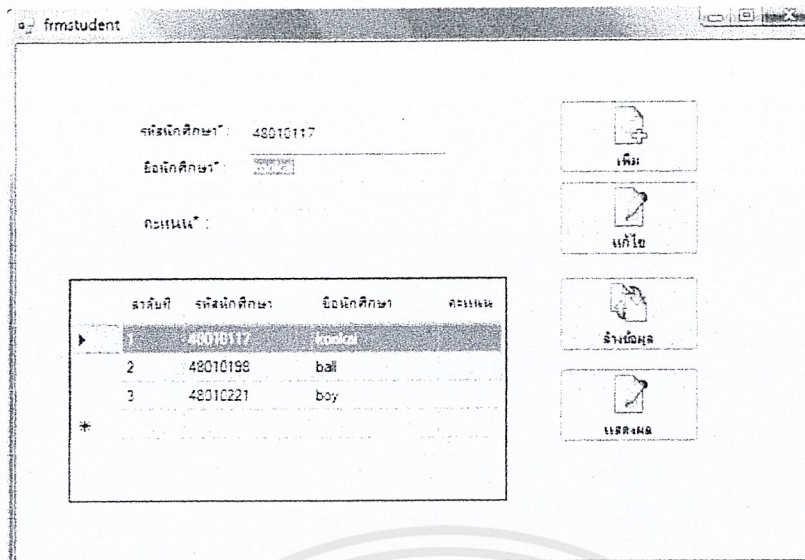 frmstudent
รหัสนักศึกษา* : 48010117
ชื่อนักศึกษา* :
คะแนน* :
เพิ่ม
แก้ไข
ล้างข้อมูล
แสดงผล
ลำดับที่ รหัสนักศึกษา ชื่อนักศึกษา คะแนน
1 48010117 kookai
2 48010198 ball
3 48010221 boy